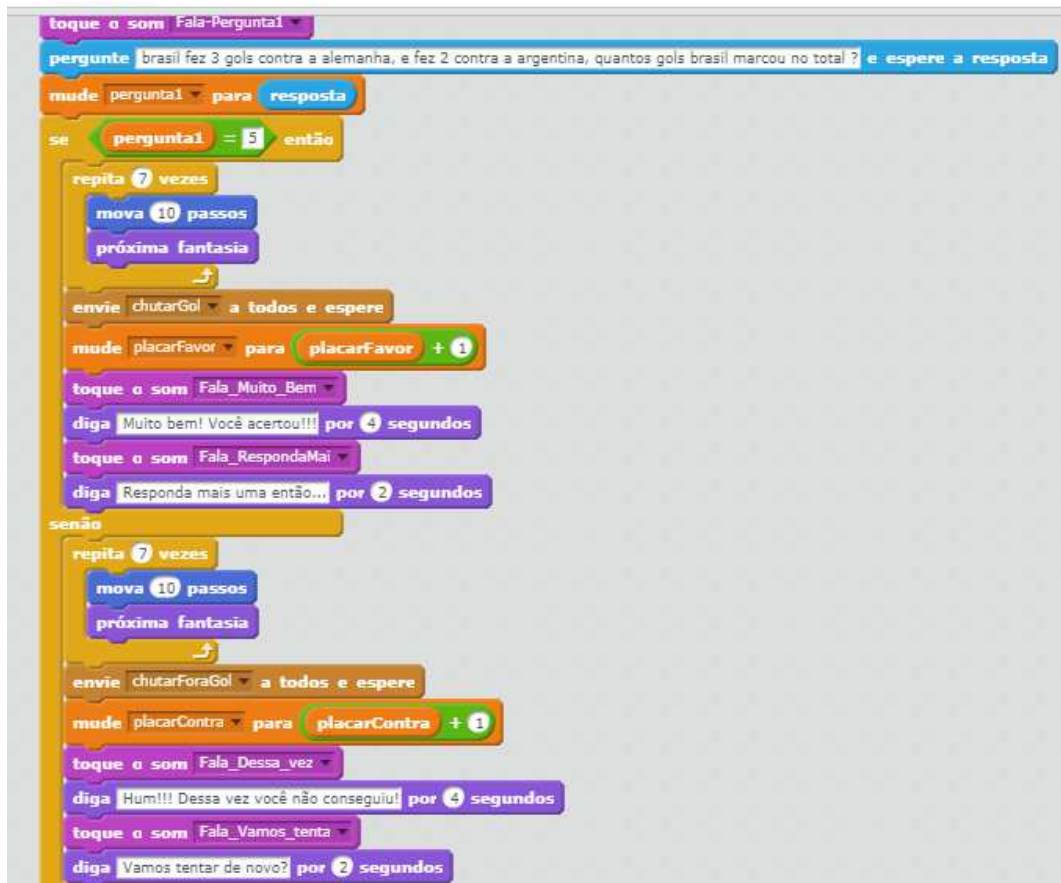 toque o som Fala-Pergunta1
pergunte brasil fez 3 gols contra a alemanha, e fez 2 contra a argentina, quantos gols brasil marcou no total ? e espere a resposta
mude pergunta1 para resposta
se pergunta1 = 5 então
repita 7 vezes
mova 10 passos
próxima fantasia
envie chutarGol a todos e espere
mude placarFavor para placarFavor + 1
toque o som Fala_Muito_Bem
diga Muito bem! Você acertou!!! por 4 segundos
toque o som Fala_RespondaMai
diga Responda mais uma então... por 2 segundos
senão
repita 7 vezes
mova 10 passos
próxima fantasia
envie chutarForaGol a todos e espere
mude placarContra para placarContra + 1
toque o som Fala_Dessa_vez
diga Hum!!! Dessa vez você não conseguiu! por 4 segundos
toque o som Fala_Vamos_tenta
diga Vamos tentar de novo? por 2 segundos